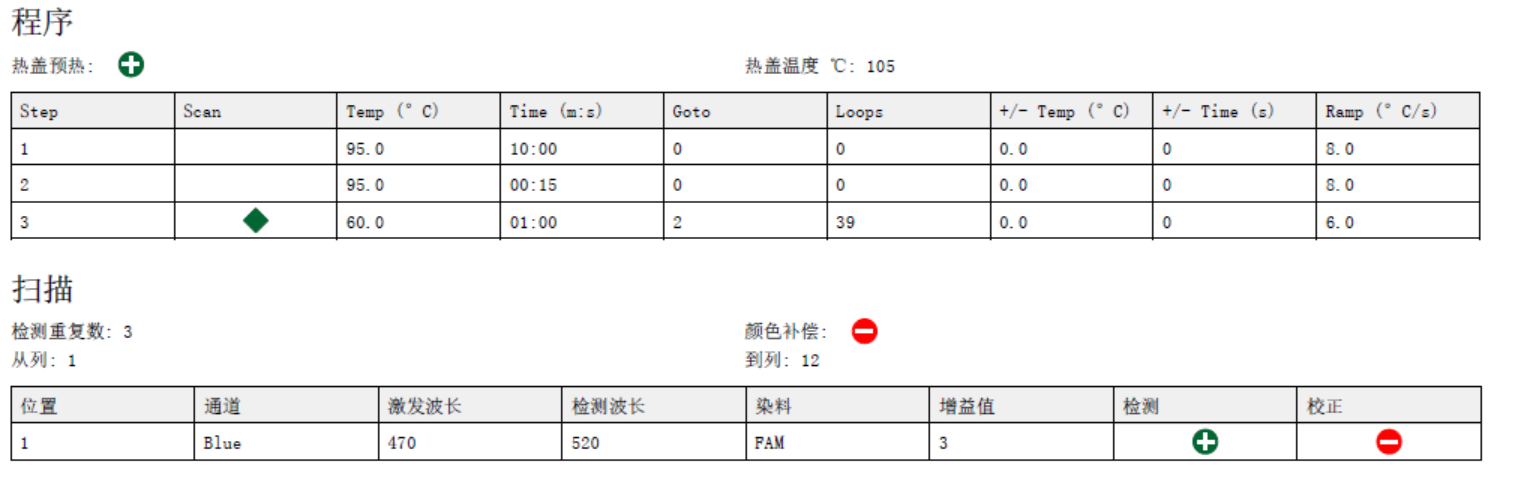 程序
热盖预热: 热盖温度 ℃: 105
Step Scan Temp (° C) Time (m:s) Goto Loops +/- Temp (° C) +/- Time (s) Ramp (° C/s)
1 95.0 10:00 0 0 0.0 0 8.0
2 95.0 00:15 0 0 0.0 0 8.0
3 60.0 01:00 2 39 0.0 0 6.0
扫描
检测重复数: 3 颜色补偿:
从列: 1 到列: 12
位置 通道 激发波长 检测波长 染料 增益值 检测 校正
1 Blue 470 520 FAM 3